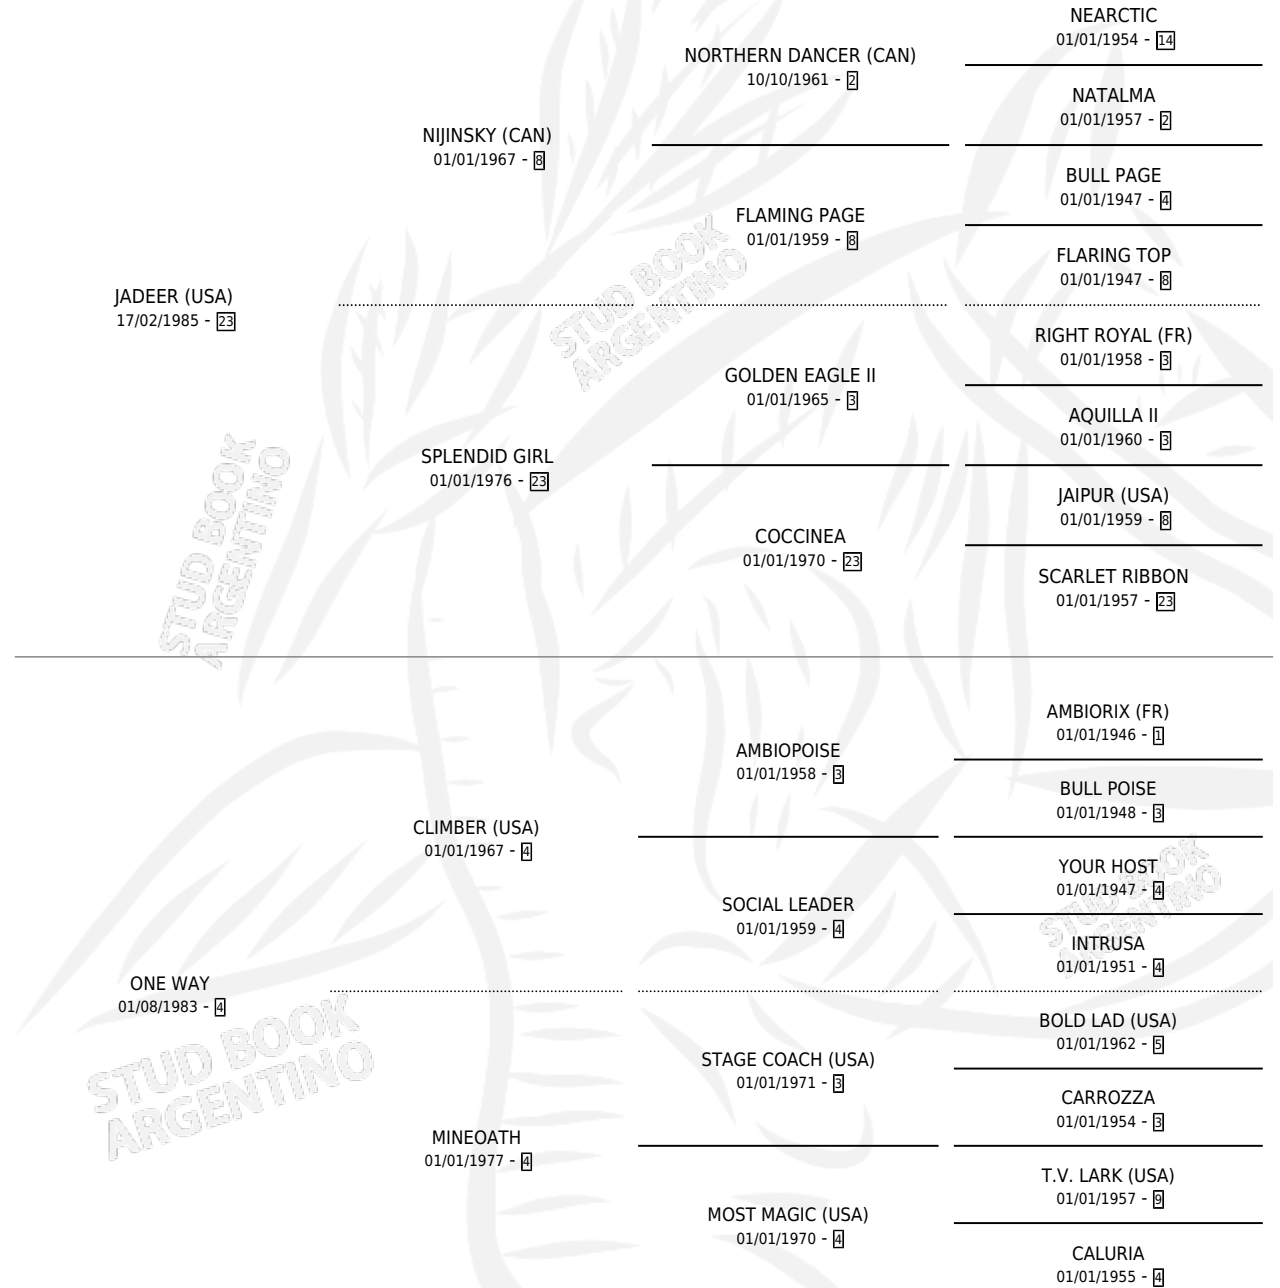 NEARCTIC
01/01/1954 - 14
NORTHERN DANCER (CAN)
10/10/1961 - 2
NATALMA
01/01/1957 - 2
NIJINSKY (CAN)
01/01/1967 - 8
BULL PAGE
01/01/1947 - 4
FLAMING PAGE
01/01/1959 - 8
FLARING TOP
01/01/1947 - 8
JADEER (USA)
17/02/1985 - 23
RIGHT ROYAL (FR)
01/01/1958 - 3
GOLDEN EAGLE II
01/01/1965 - 3
AQUILLA II
01/01/1960 - 3
SPLENDID GIRL
01/01/1976 - 23
JAIPUR (USA)
01/01/1959 - 8
COCCINEA
01/01/1970 - 23
SCARLET RIBBON
01/01/1957 - 23
AMBIORIX (FR)
01/01/1946 - 1
AMBIOPOISE
01/01/1958 - 3
BULL POISE
01/01/1948 - 3
CLIMBER (USA)
01/01/1967 - 4
YOUR HOST
01/01/1947 - 4
SOCIAL LEADER
01/01/1959 - 4
INTRUSA
01/01/1951 - 4
ONE WAY
01/08/1983 - 4
BOLD LAD (USA)
01/01/1962 - 5
STAGE COACH (USA)
01/01/1971 - 3
CARROZZA
01/01/1954 - 3
MINEOATH
01/01/1977 - 4
T.V. LARK (USA)
01/01/1957 - 9
MOST MAGIC (USA)
01/01/1970 - 4
CALURIA
01/01/1955 - 4
STUD BOOK
ARGENTINO
STUD BOOK
ARGENTINO
STUD BOOK
ARGENTINO
STUD BOOK
ARGENTINO